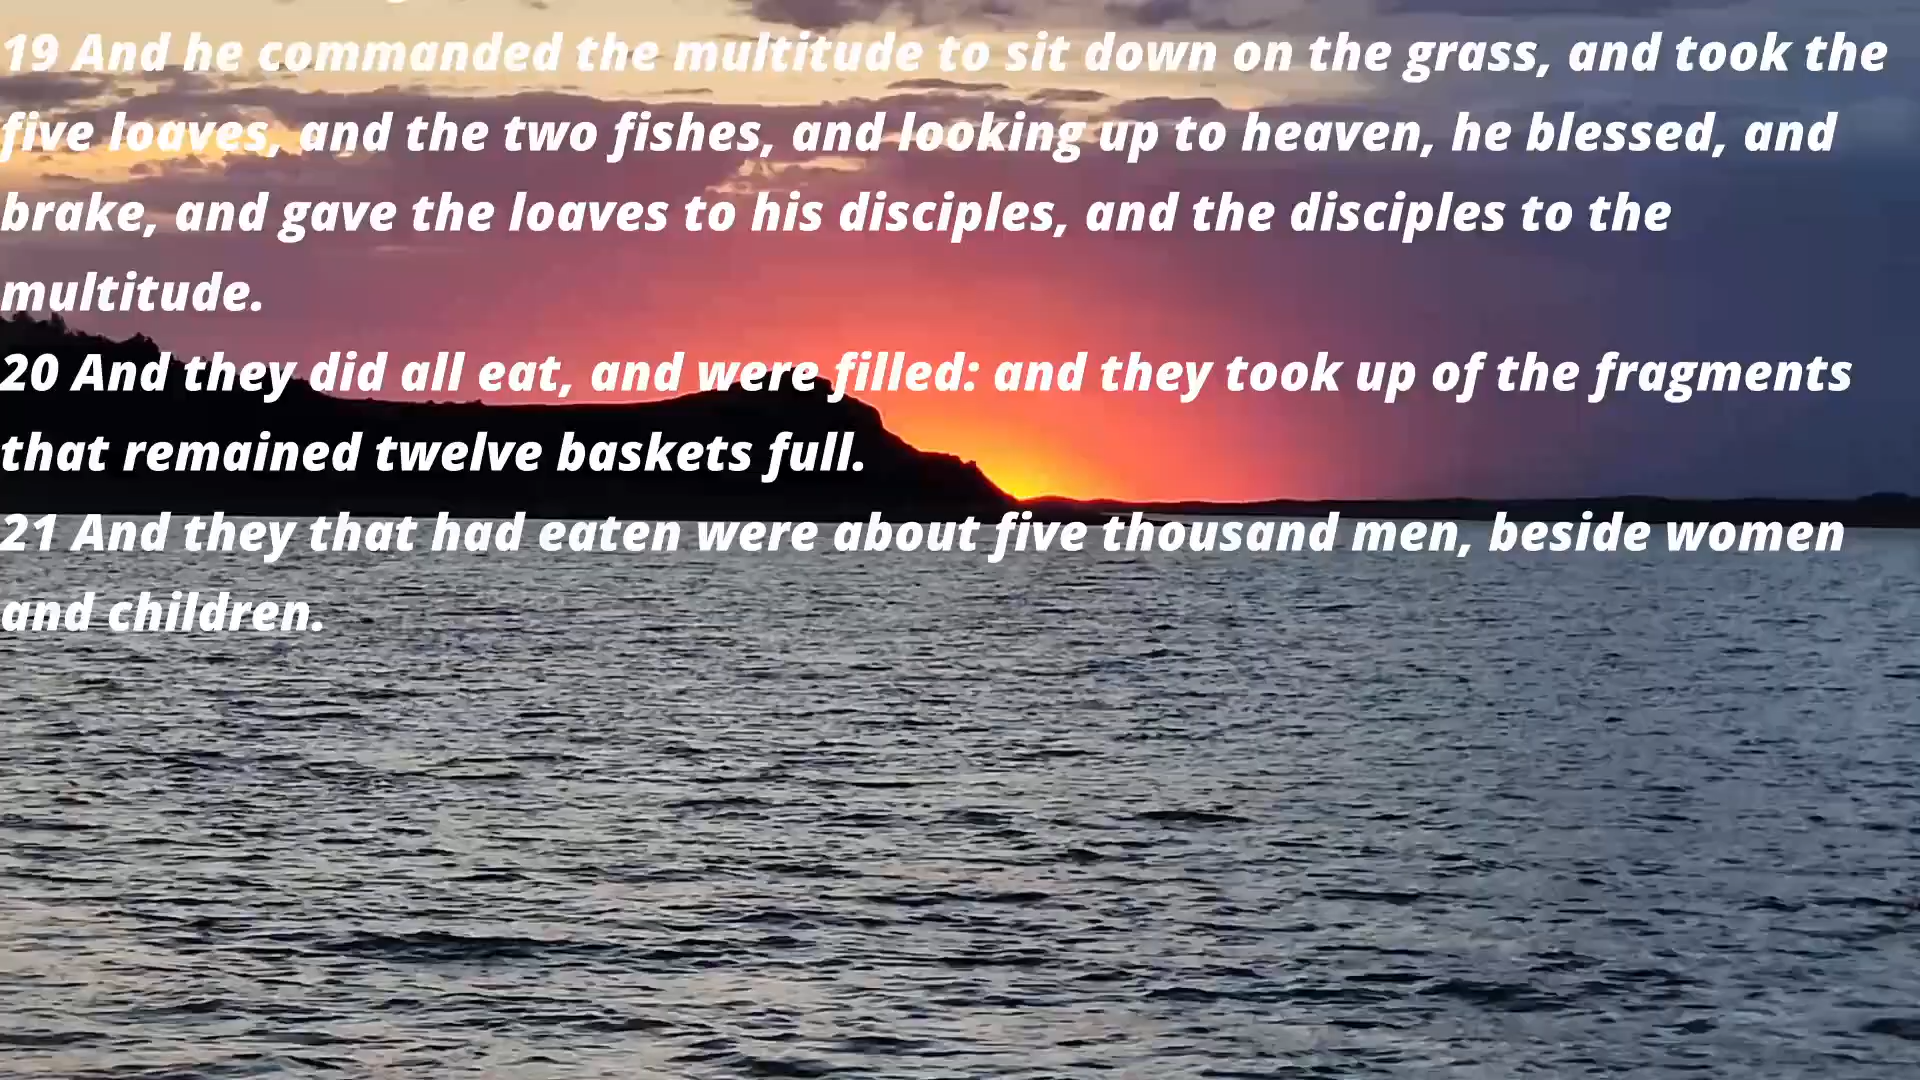 19 And he commanded the multitude to sit down on the grass, and took the
five loaves, and the two fishes, and looking up to heaven, he blessed, and
brake, and gave the loaves to his disciples, and the disciples to the
multitude.
20 And they did all eat, and were filled: and they took up of the fragments
that remained twelve baskets full.
21 And they that had eaten were about five thousand men, beside women
and children.